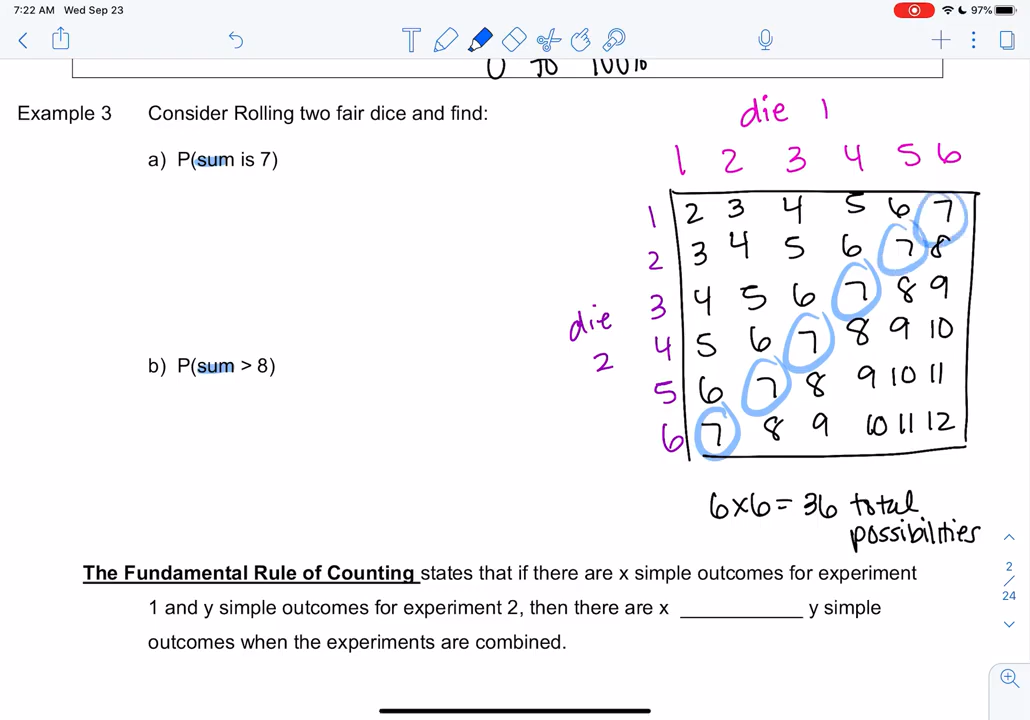 7:22 AM Wed Sep 23
97%
U TO 100%
Example 3 Consider Rolling two fair dice and find:
a) P(sum is 7)
b) P(sum > 8)
die 1
1 2 3 4 5 6
1 2 3 4 5 6 7
2 3 4 5 6 7 8
3 4 5 6 7 8 9
die 2
4 5 6 7 8 9 10
5 6 7 8 9 10 11
6 7 8 9 10 11 12
6x6 = 36 total
possibilities
The Fundamental Rule of Counting states that if there are x simple outcomes for experiment
1 and y simple outcomes for experiment 2, then there are x ____________ y simple
outcomes when the experiments are combined.
2
/
24